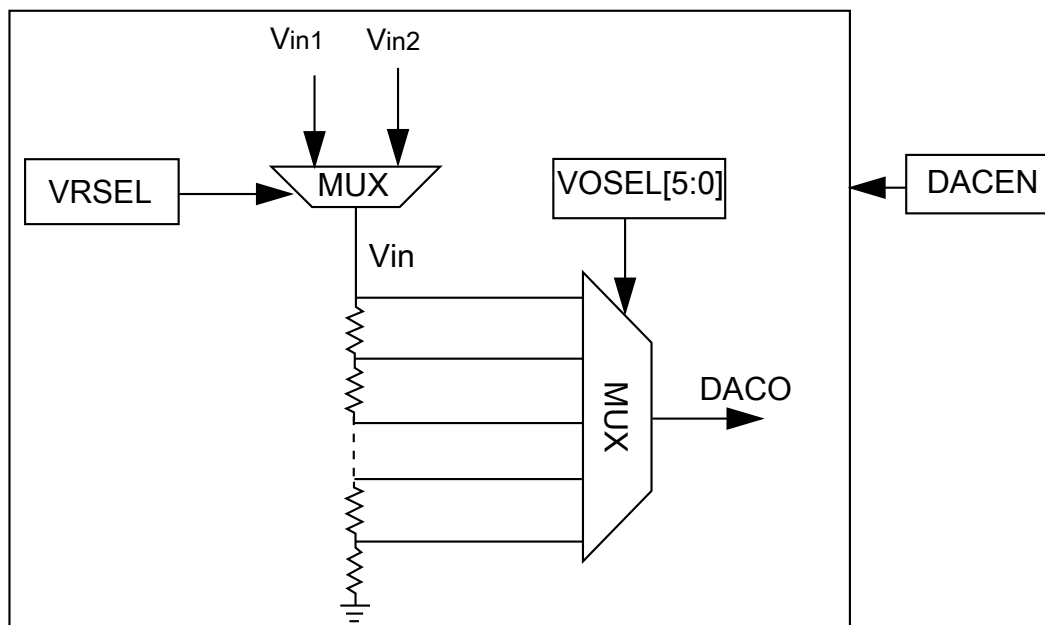 Vin1
Vin2
VRSEL
MUX
VOSEL[5:0]
DACEN
Vin
MUX
DACO